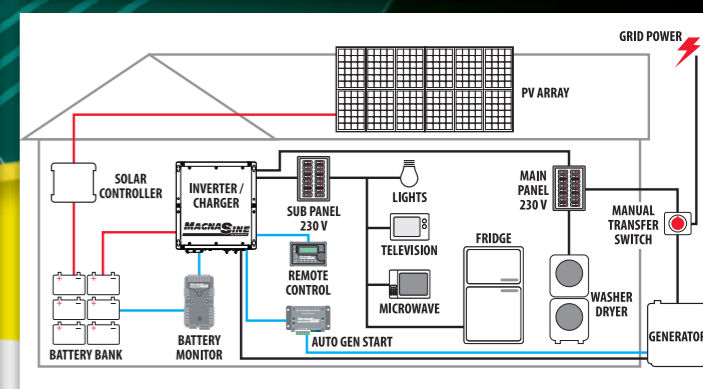 GRID POWER
PV ARRAY
SOLAR
CONTROLLER
INVERTER /
CHARGER
MAGNASINE
SUB PANEL
230 V
LIGHTS
MAIN
PANEL
230 V
MANUAL
TRANSFER
SWITCH
TELEVISION
FRIDGE
REMOTE
CONTROL
MICROWAVE
WASHER
DRYER
BATTERY BANK
BATTERY
MONITOR
AUTO GEN START
GENERATOR